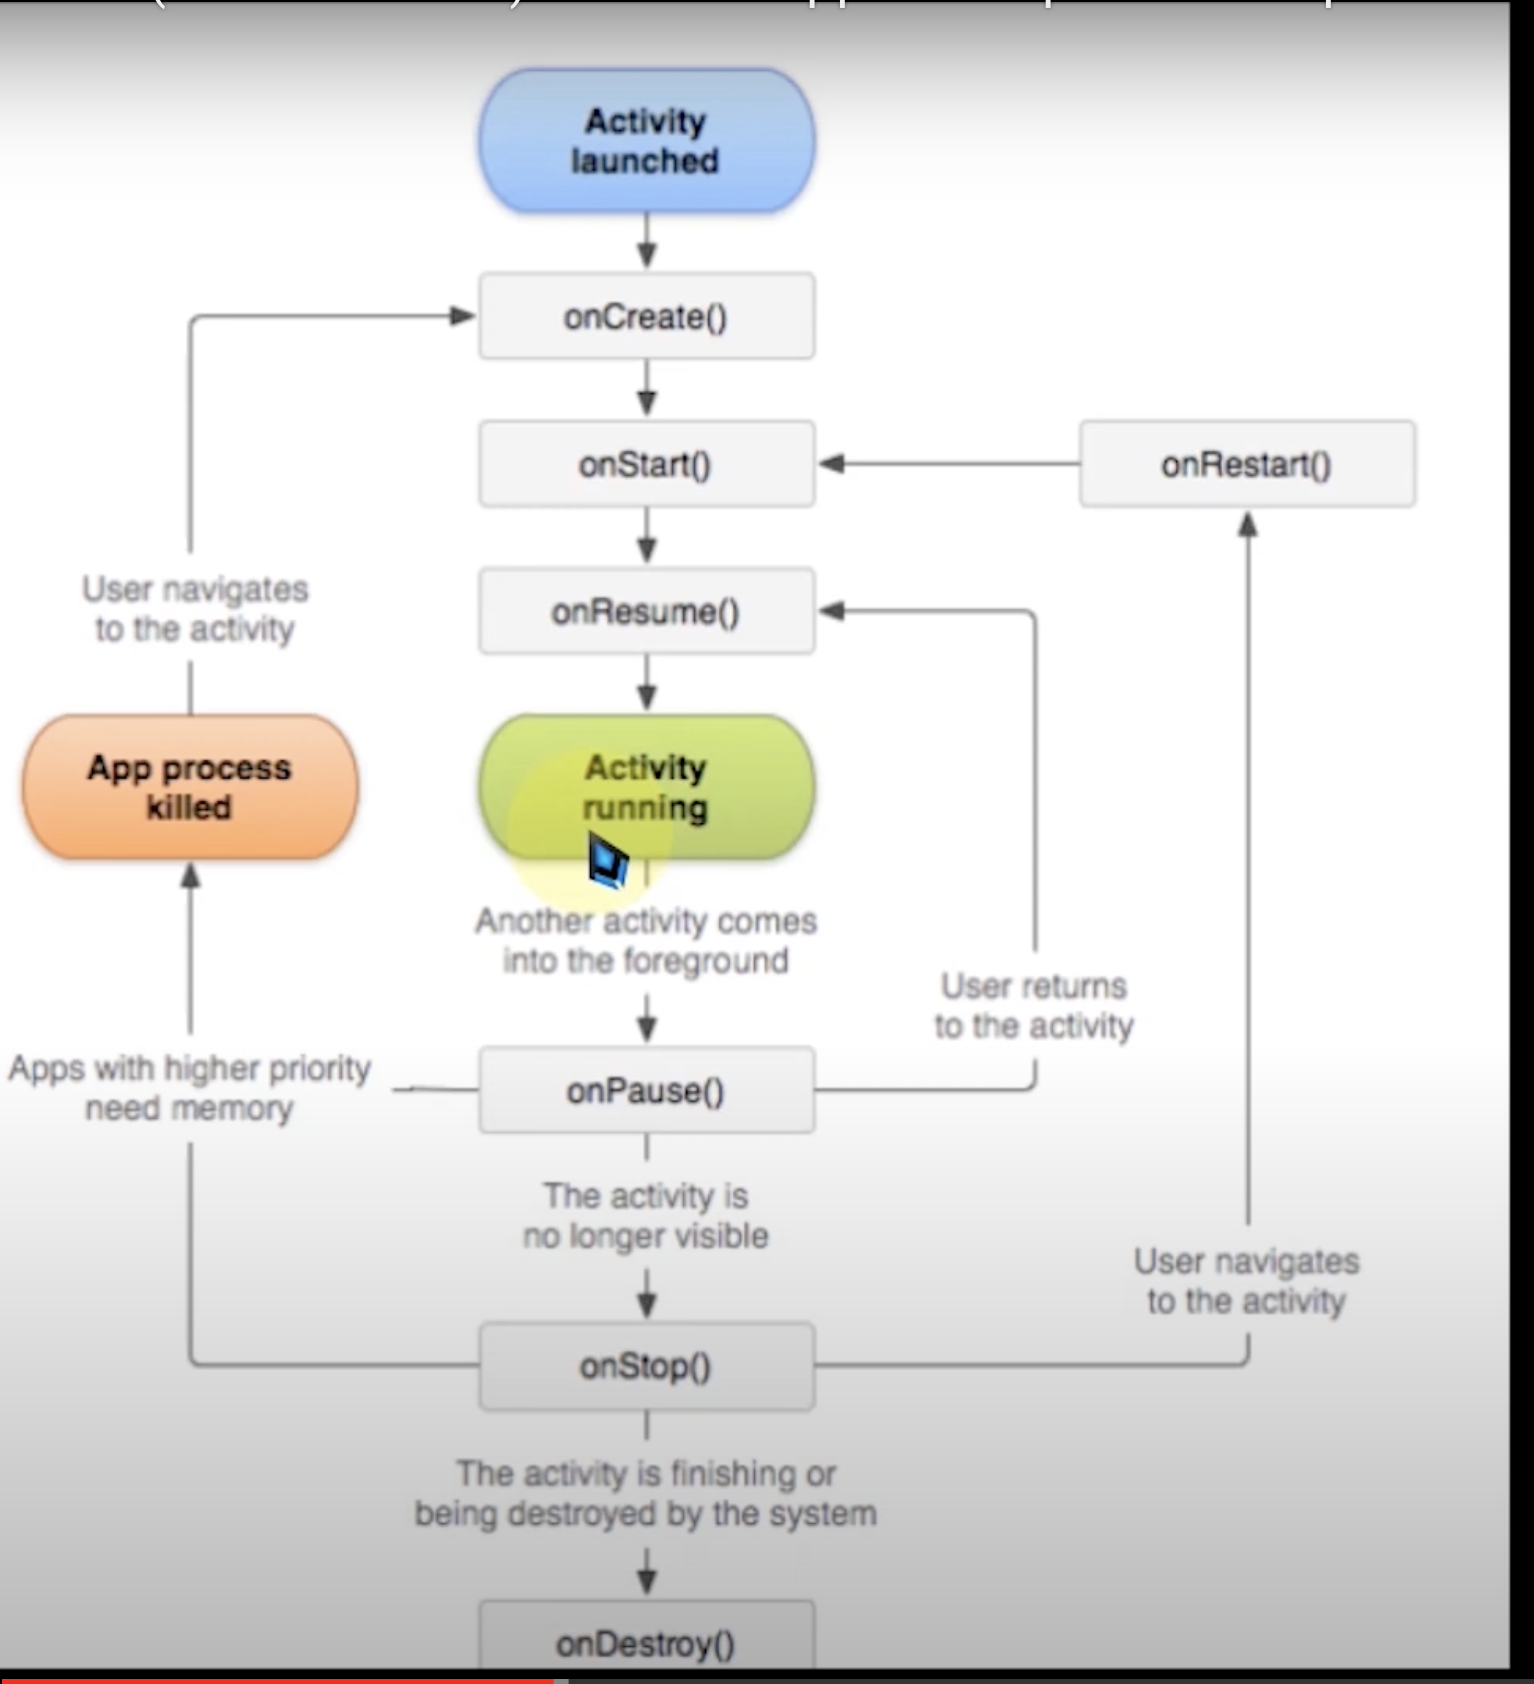 Activity
launched
onCreate()
onStart()
onRestart()
onResume()
User navigates
to the activity
App process
killed
Activity
running
Another activity comes
into the foreground
User returns
to the activity
Apps with higher priority
need memory
onPause()
The activity is
no longer visible
User navigates
to the activity
onStop()
The activity is finishing or
being destroyed by the system
onDestroy()